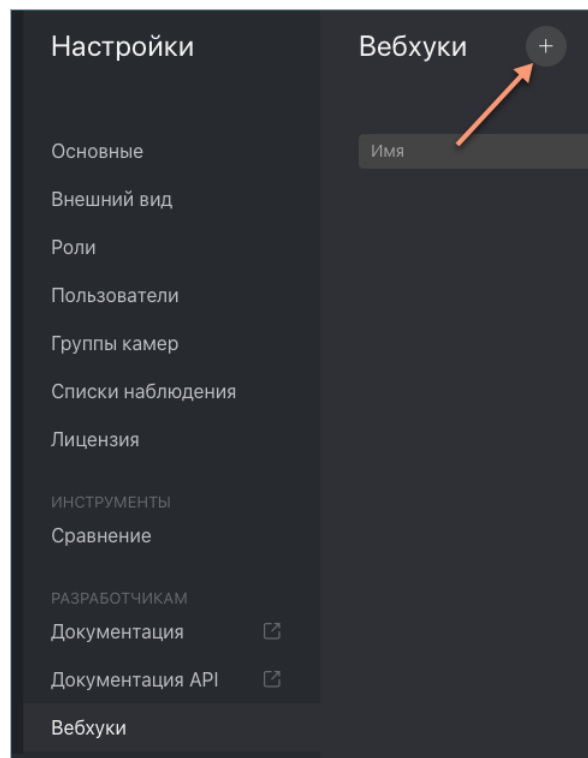 Настройки
Основные
Внешний вид
Роли
Пользователи
Группы камер
Списки наблюдения
Лицензия
ИНСТРУМЕНТЫ
Сравнение
РАЗРАБОТЧИКАМ
Документация
Документация API
Вебхуки
Вебхуки +
Имя